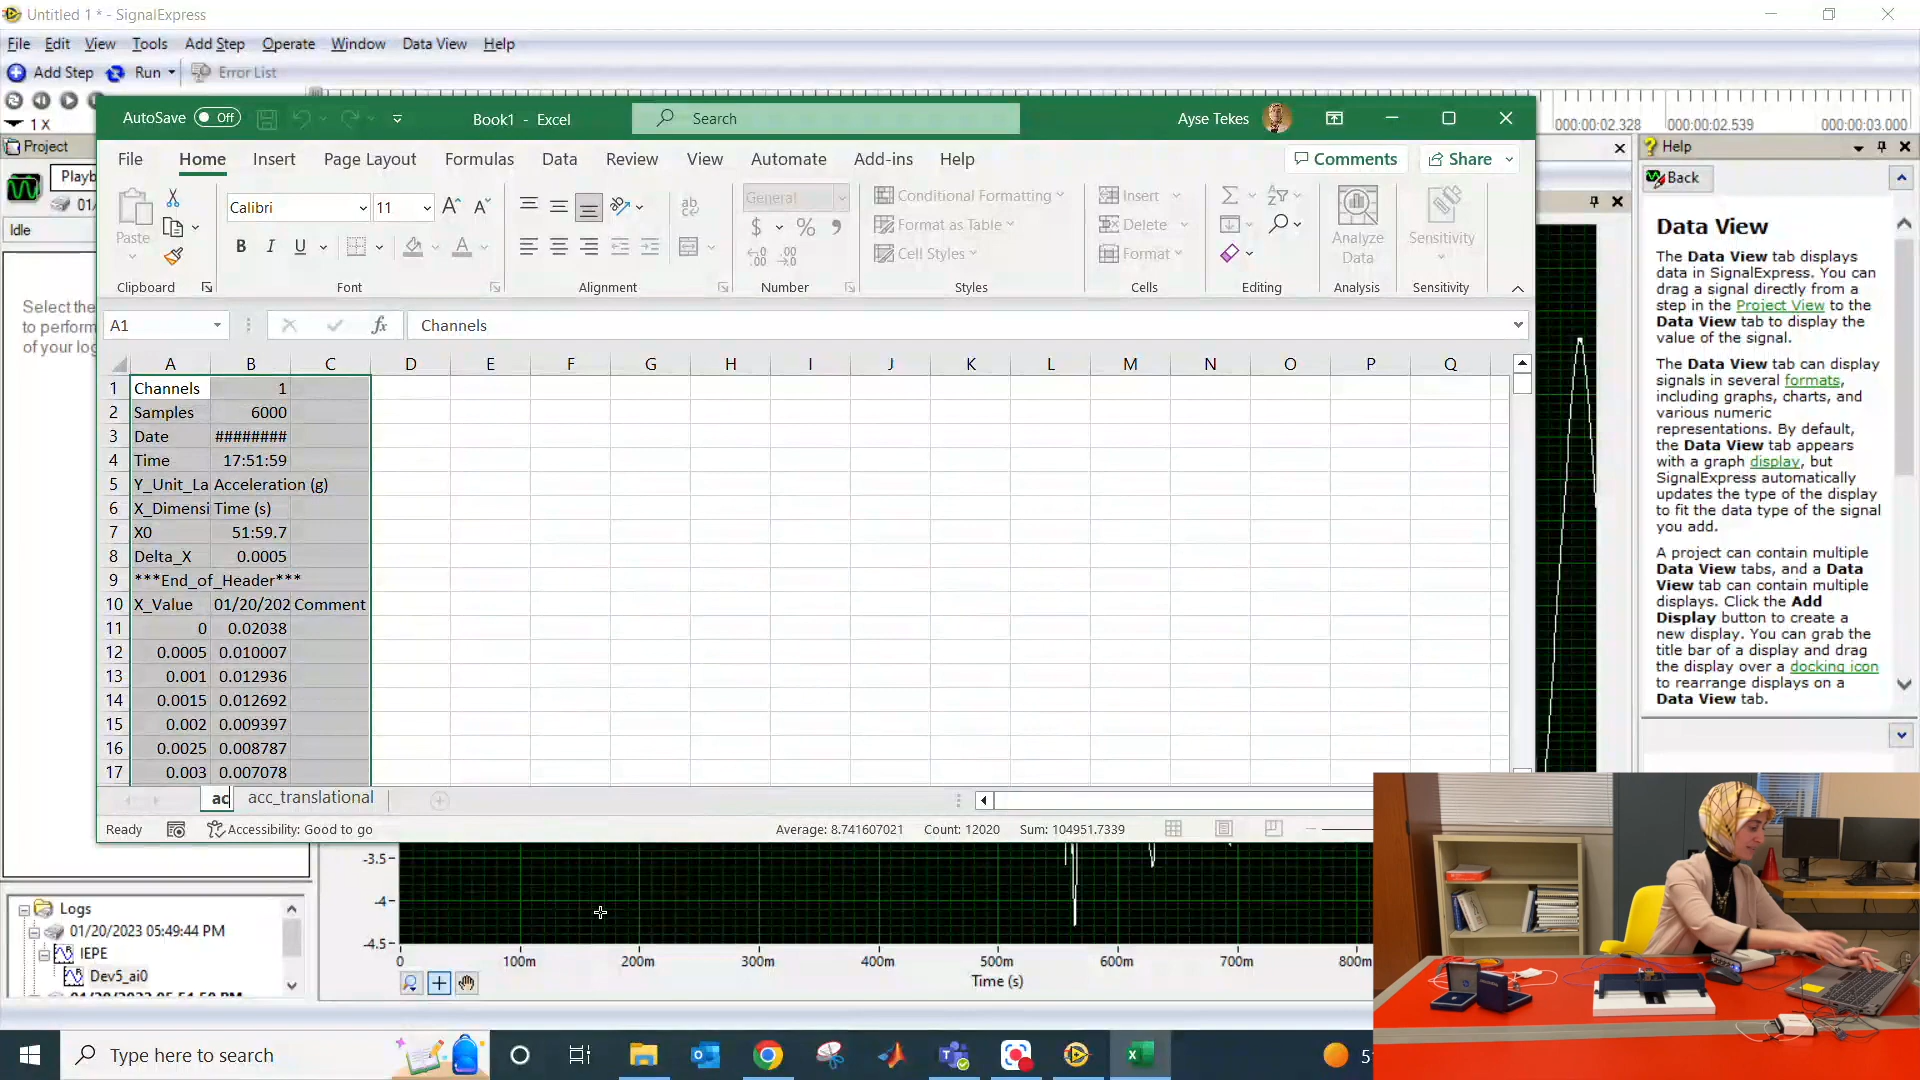 Untitled 1 * - SignalExpress
File Edit View Tools Add Step Operate Window Data View Help
Add Step Run Error List
1X
000:00:02.328 000:00:02.539 000:00:03.000
Project
Playb
01/
Idle
Select the
to perform
of your log
AutoSave Off Book1 - Excel Search Ayse Tekes
File Home Insert Page Layout Formulas Data Review View Automate Add-ins Help Comments Share
Paste Calibri 11 General Conditional Formatting Insert
$ % Format as Table Delete
B I U Cell Styles Format
Analyze Data Sensitivity
Clipboard Font Alignment Number Styles Cells Editing Analysis Sensitivity
A1 fx Channels
A B C D E F G H I J K L M N O P Q
1 Channels 1
2 Samples 6000
3 Date ########
4 Time 17:51:59
5 Y_Unit_La Acceleration (g)
6 X_Dimensi Time (s)
7 X0 51:59.7
8 Delta_X 0.0005
9 ***End_of_Header***
10 X_Value 01/20/202 Comment
11 0 0.02038
12 0.0005 0.010007
13 0.001 0.012936
14 0.0015 0.012692
15 0.002 0.009397
16 0.0025 0.008787
17 0.003 0.007078
ac acc_translational
Ready Accessibility: Good to go Average: 8.741607021 Count: 12020 Sum: 104951.7339
Help
Back
Data View
The Data View tab displays
data in SignalExpress. You can
drag a signal directly from a
step in the Project View to the
Data View tab to display the
value of the signal.
The Data View tab can display
signals in several formats,
including graphs, charts, and
various numeric
representations. By default,
the Data View tab appears
with a graph display, but
SignalExpress automatically
updates the type of the display
to fit the data type of the signal
you add.
A project can contain multiple
Data View tabs, and a Data
View tab can contain multiple
displays. Click the Add
Display button to create a
new display. You can grab the
title bar of a display and drag
the display over a docking icon
to rearrange displays on a
Data View tab.
-3.5
-4
-4.5
0 100m 200m 300m 400m 500m 600m 700m 800m
Time (s)
Logs
01/20/2023 05:49:44 PM
IEPE
Dev5_ai0
Type here to search